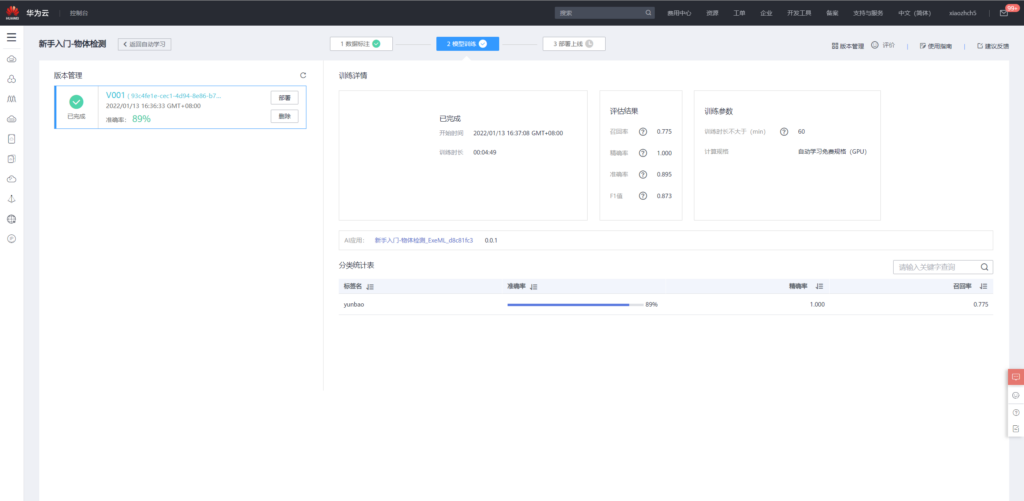 HUAWEI
华为云
控制台
搜索
费用中心 资源 工单 企业 开发工具 备案 支持与服务 中文（简体） xiaozhch5 99+
新手入门-物体检测
返回自动学习
1 数据标注
2 模型训练
3 部署上线
版本管理 评价 使用指南 建议反馈
版本管理
V001 ( 93c4fe1e-cec1-4d94-8e86-b7...
部署
2022/01/13 16:36:33 GMT+08:00
已完成
准确率： 89%
删除
训练详情
已完成
开始时间 2022/01/13 16:37:08 GMT+08:00
训练时长 00:04:49
评估结果
召回率 ? 0.775
精确率 ? 1.000
准确率 ? 0.895
F1值 ? 0.873
训练参数
训练时长不大于（min） ? 60
计算规格 自动学习免费规格（GPU）
AI应用： 新手入门-物体检测_ExeML_d8c81fc3 0.0.1
分类统计表
请输入关键字查询
标签名 准确率 精确率 召回率
yunbao 89% 1.000 0.775